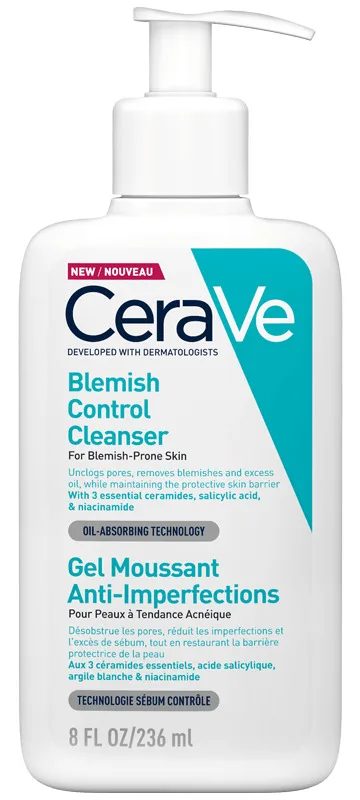 NEW / NOUVEAU
CeraVe
DEVELOPED WITH DERMATOLOGISTS
Blemish
Control
Cleanser
For Blemish-Prone Skin
Unclogs pores, removes blemishes and excess
oil, while maintaining the protective skin barrier
With 3 essential ceramides, salicylic acid,
& niacinamide
OIL-ABSORBING TECHNOLOGY
Gel Moussant
Anti-Imperfections
Pour Peaux à Tendance Acnéique
Désobstrue les pores, réduit les imperfections et
l'excès de sébum, tout en restaurant la barrière
protectrice de la peau
Aux 3 céramides essentiels, acide salicylique,
argile blanche & niacinamide
TECHNOLOGIE SÉBUM CONTRÔLE
8 FL OZ/236 ml